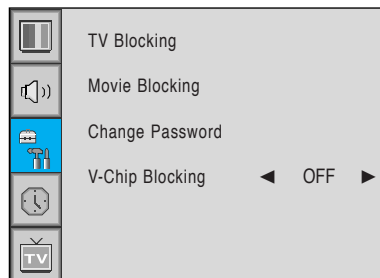 TV Blocking
Movie Blocking
Change Password
V-Chip Blocking ◀ OFF ▶
TV